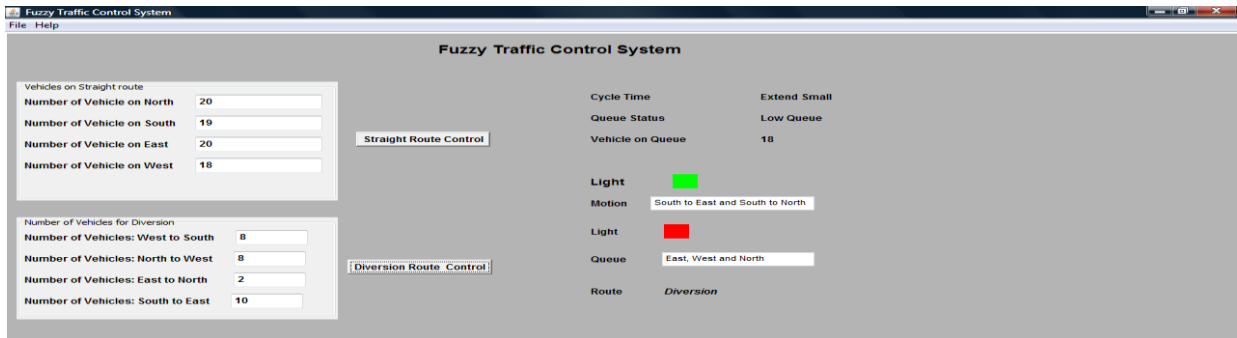 Fuzzy Traffic Control System
File Help
Fuzzy Traffic Control System
Vehicles on Straight route
Number of Vehicle on North 20
Number of Vehicle on South 19
Number of Vehicle on East 20
Number of Vehicle on West 18
Straight Route Control
Number of Vehicles for Diversion
Number of Vehicles: West to South 8
Number of Vehicles: North to West 8
Number of Vehicles: East to North 2
Number of Vehicles: South to East 10
Diversion Route Control
Cycle Time Extend Small
Queue Status Low Queue
Vehicle on Queue 18
Light
Motion South to East and South to North
Light
Queue East, West and North
Route Diversion